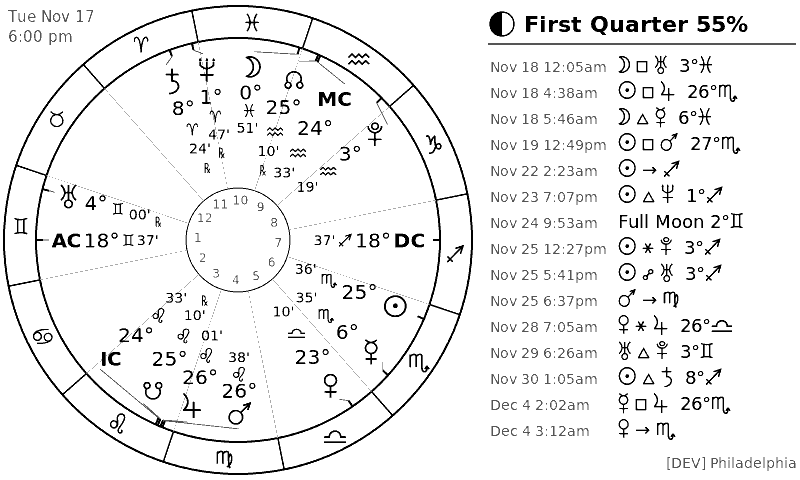 Tue Nov 17
6:00 pm
♄ 8° ♈ 24' ℞
♆ 1° ♈ 47' ℞
☽ 0° ♓ 51'
☊ 25° ♒ 10' ℞
MC 24° ♒ 33'
♇ 3° ♒ 19'
♅ 4° ♊ 00' ℞
AC 18° ♊ 37'
37' ♐ 18° DC
36' ♏ 25° ☉
35' ♏ 6° ☿
10' ♎ 23° ♀
IC 24° ♌ 33'
☋ 25° ♌ 10' ℞
♃ 26° ♌ 01'
♂ 26° ♌ 38'
1 2 3 4 5 6 7 8 9 10 11 12
♈ ♉ ♊ ♋ ♌ ♍ ♎ ♏ ♐ ♑ ♒ ♓
First Quarter 55%
Nov 18 12:05am ☽ □ ♅ 3°♓
Nov 18 4:38am ☉ □ ♃ 26°♏
Nov 18 5:46am ☽ △ ☿ 6°♓
Nov 19 12:49pm ☉ □ ♂ 27°♏
Nov 22 2:23am ☉ → ♐
Nov 23 7:07pm ☉ △ ♆ 1°♐
Nov 24 9:53am Full Moon 2°♊
Nov 25 12:27pm ☉ ⚹ ♇ 3°♐
Nov 25 5:41pm ☉ ☍ ♅ 3°♐
Nov 25 6:37pm ♂ → ♍
Nov 28 7:05am ♀ ⚹ ♃ 26°♎
Nov 29 6:26am ♅ △ ♇ 3°♊
Nov 30 1:05am ☉ △ ♄ 8°♐
Dec 4 2:02am ☿ □ ♃ 26°♏
Dec 4 3:12am ♀ → ♏
[DEV] Philadelphia